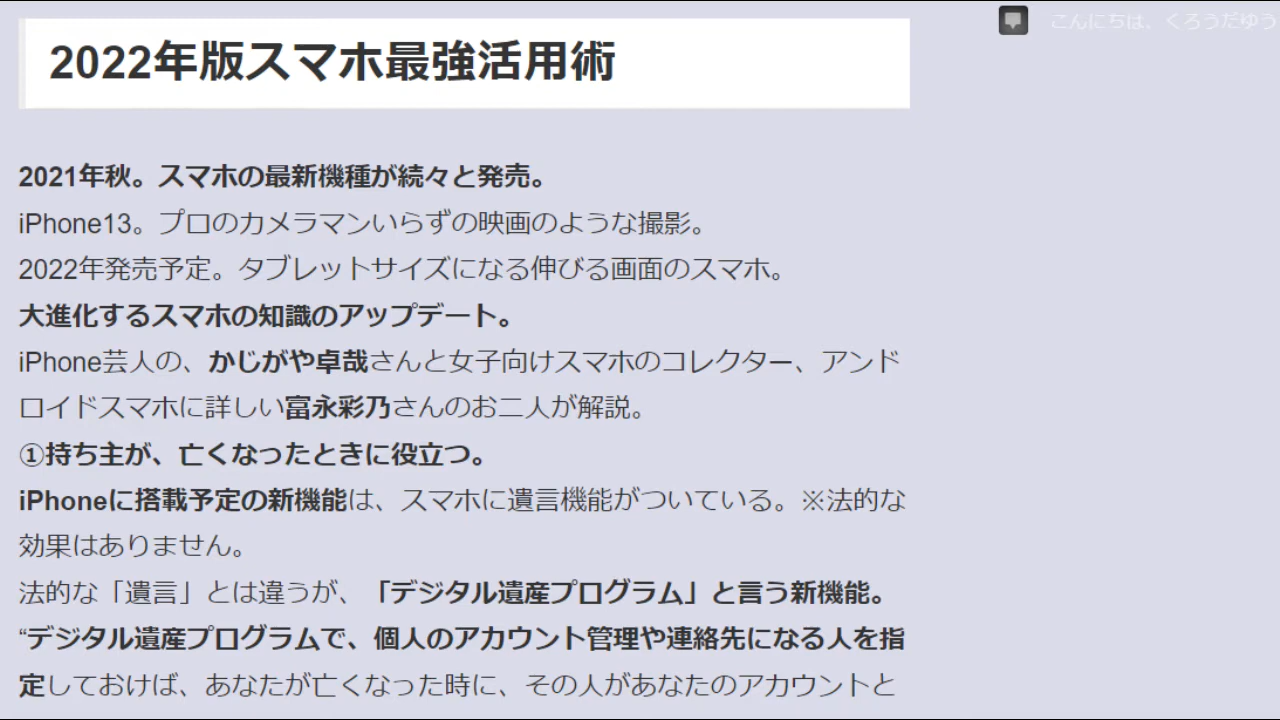 2022年版スマホ最強活用術
こんにちは、くろうだゆう
2021年秋。スマホの最新機種が続々と発売。
iPhone13。プロのカメラマンいらずの映画のような撮影。
2022年発売予定。タブレットサイズになる伸びる画面のスマホ。
大進化するスマホの知識のアップデート。
iPhone芸人の、かじがや卓哉さんと女子向けスマホのコレクター、アンド
ロイドスマホに詳しい富永彩乃さんのお二人が解説。
①持ち主が、亡くなったときに役立つ。
iPhoneに搭載予定の新機能は、スマホに遺言機能がついている。※法的な
効果はありません。
法的な「遺言」とは違うが、「デジタル遺産プログラム」と言う新機能。
“デジタル遺産プログラムで、個人のアカウント管理や連絡先になる人を指
定しておけば、あなたが亡くなった時に、その人があなたのアカウントと